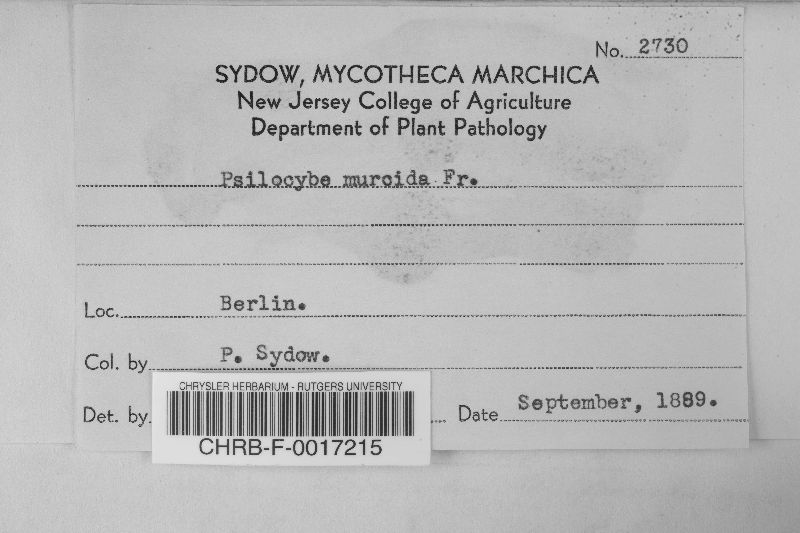 No. 2730
SYDOW, MYCOTHECA MARCHICA
New Jersey College of Agriculture
Department of Plant Pathology
Psilocybe murcida Fr.
Loc. Berlin.
Col. by P. Sydow.
CHRYSLER HERBARIUM - RUTGERS UNIVERSITY
Det. by Date September, 1889.
CHRB-F-0017215